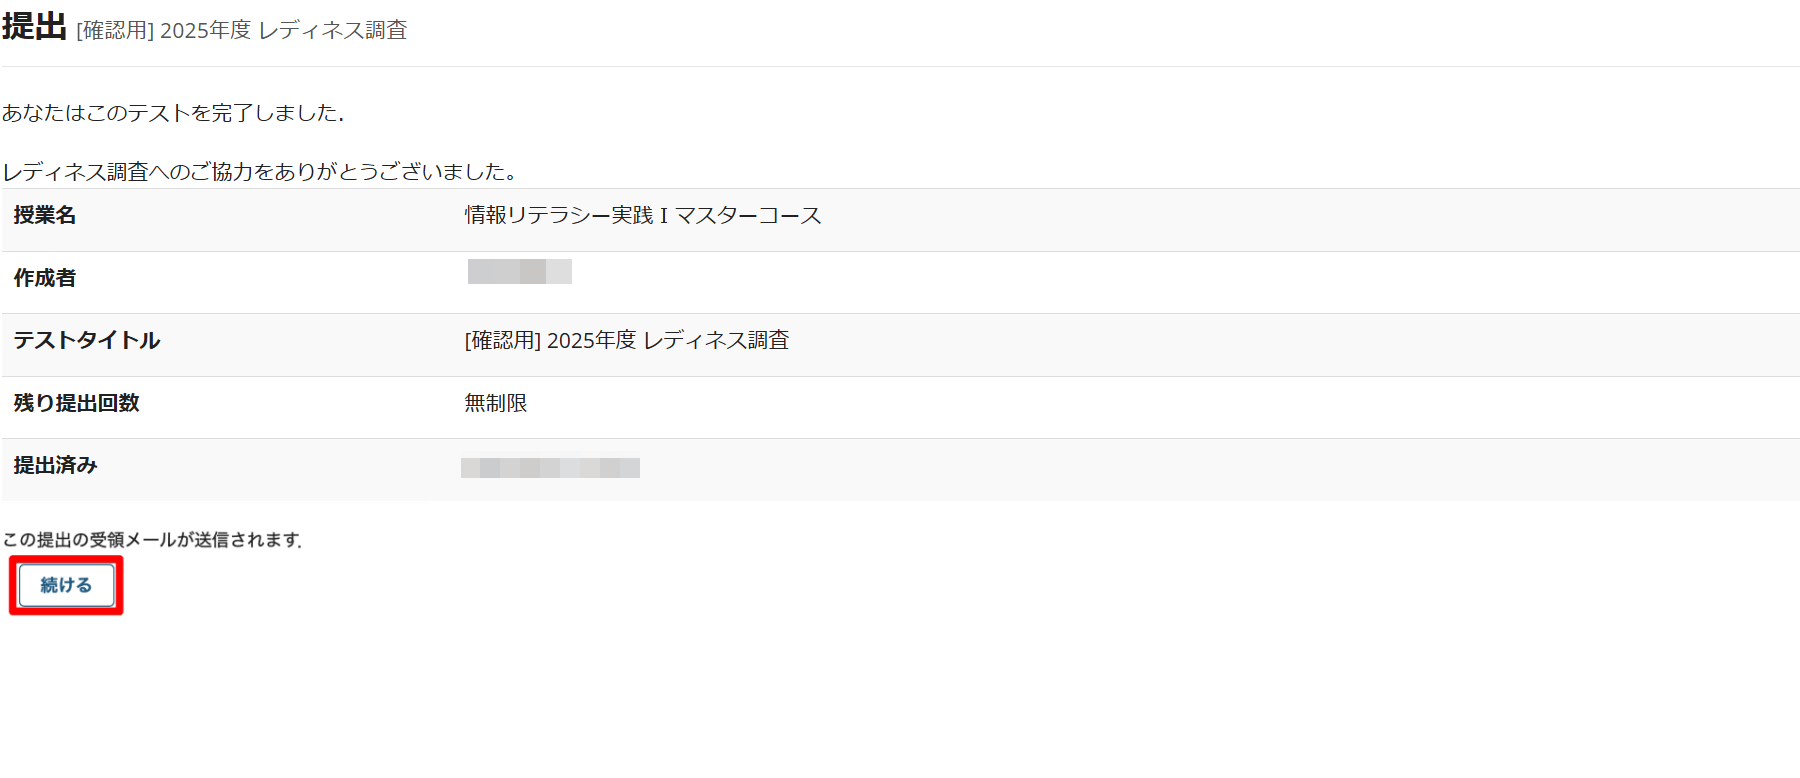 提出 [確認用] 2025年度 レディネス調査
あなたはこのテストを完了しました.
レディネス調査へのご協力をありがとうございました。
授業名 情報リテラシー実践 I マスターコース
作成者
テストタイトル [確認用] 2025年度 レディネス調査
残り提出回数 無制限
提出済み
この提出の受領メールが送信されます.
続ける